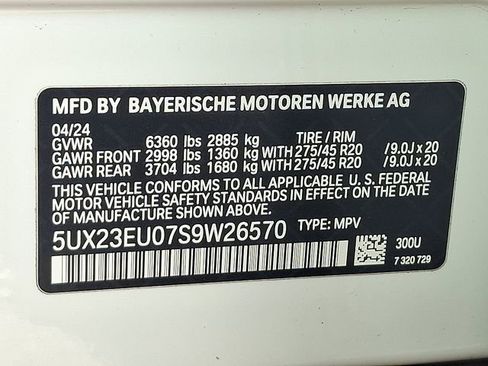 MFD BY BAYERISCHE MOTOREN WERKE AG
04/24 TIRE / RIM
GVWR 6360 lbs 2885 kg
GAWR FRONT 2998 lbs 1360 kg WITH 275/45 R20 / 9.0J x 20
GAWR REAR 3704 lbs 1680 kg WITH 275/45 R20 / 9.0J x 20
THIS VEHICLE CONFORMS TO ALL APPLICABLE U. S. FEDERAL
MOTOR VEHICLE SAFETY STANDARDS IN EFFECT ON THE
DATE OF MANUFACTURE SHOWN ABOVE.
5UX23EU07S9W26570 TYPE: MPV
300U
7 320 729